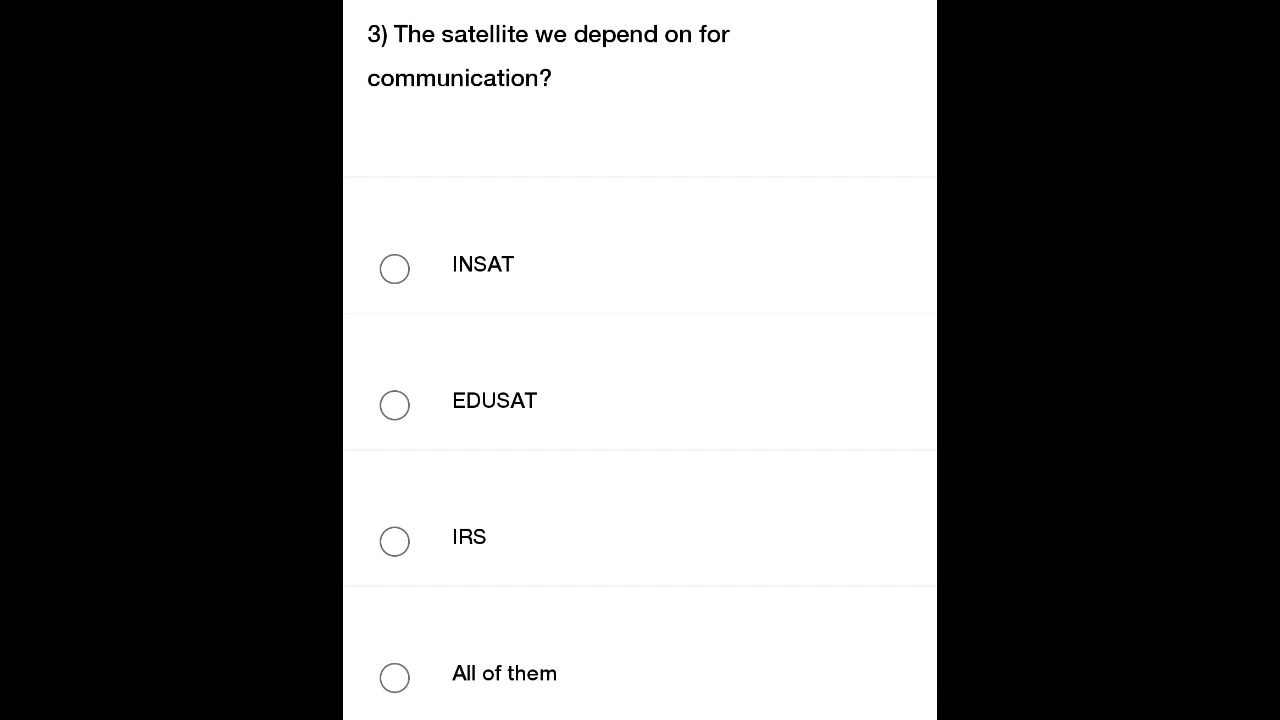 3) The satellite we depend on for
communication?
INSAT
EDUSAT
IRS
All of them